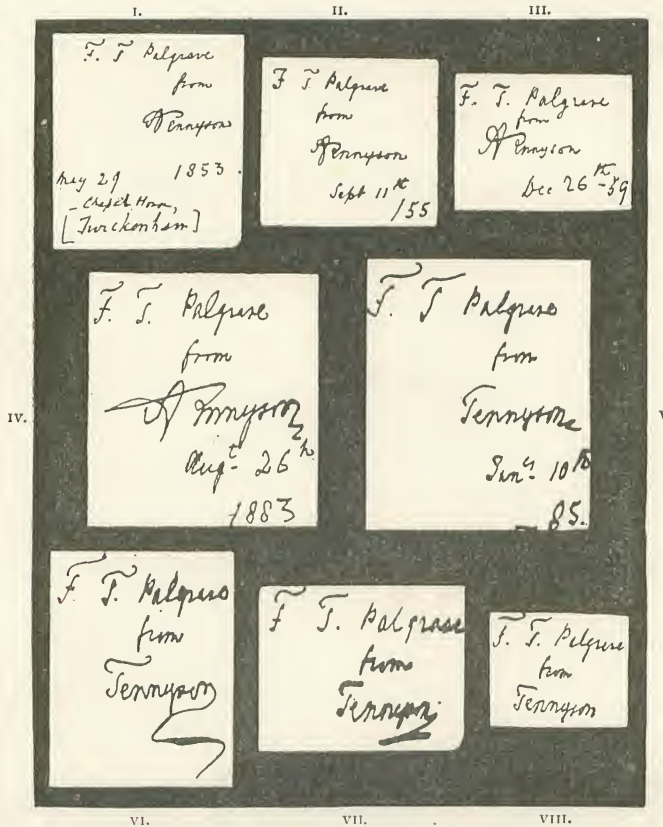 I.
II.
III.
F. T Palgrave
from
A Tennyson
May 29 1853.
Chapel House,
[Twickenham]
F T Palgrave
from
A Tennyson
Sept 11th
/55
F. T. Palgrave
from
A Tennyson
Dec 26th -59
IV.
F. T. Palgrave
from
A Tennyson
Augt. 26th.
1883
F. T Palgrave
from
Tennyson
Jany. 10th
85.
F. T. Palgrave
from
Tennyson
F T. Palgrave
from
Tennyson
F. T. Palgrave
from
Tennyson
VI.
VII.
VIII.